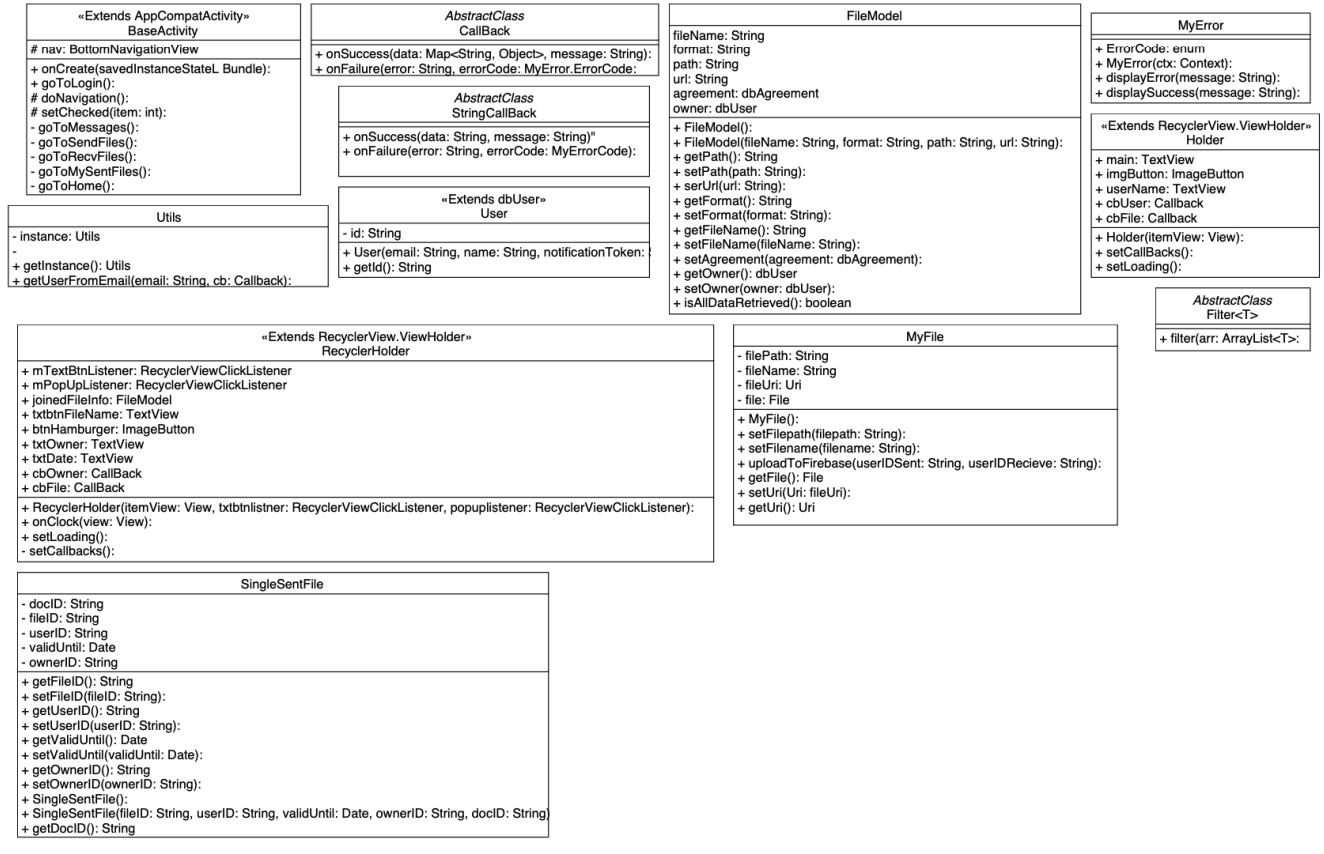 «Extends AppCompatActivity»
BaseActivity
# nav: BottomNavigationView
+ onCreate(savedInstanceStateL Bundle):
+ goToLogin():
# doNavigation():
# setChecked(item: int):
- goToMessages():
- goToSendFiles():
- goToRecvFiles():
- goToMySentFiles():
- goToHome():
AbstractClass
CallBack
+ onSuccess(data: Map<String, Object>, message: String):
+ onFailure(error: String, errorCode: MyError.ErrorCode:
AbstractClass
StringCallBack
+ onSuccess(data: String, message: String)"
+ onFailure(error: String, errorCode: MyErrorCode):
«Extends dbUser»
User
- id: String
+ User(email: String, name: String, notificationToken:
+ getId(): String
Utils
- instance: Utils
-
+ getInstance(): Utils
+ getUserFromEmail(email: String, cb: Callback):
FileModel
fileName: String
format: String
path: String
url: String
agreement: dbAgreement
owner: dbUser
+ FileModel():
+ FileModel(fileName: String, format: String, path: String, url: String):
+ getPath(): String
+ setPath(path: String):
+ serUrl(url: String):
+ getFormat(): String
+ setFormat(format: String):
+ getFileName(): String
+ setFileName(fileName: String):
+ setAgreement(agreement: dbAgreement):
+ getOwner(): dbUser
+ setOwner(owner: dbUser):
+ isAllDataRetrieved(): boolean
MyError
+ ErrorCode: enum
+ MyError(ctx: Context):
+ displayError(message: String):
+ displaySuccess(message: String):
«Extends RecyclerView.ViewHolder»
Holder
+ main: TextView
+ imgButton: ImageButton
+ userName: TextView
+ cbUser: Callback
+ cbFile: Callback
+ Holder(itemView: View):
+ setCallBacks():
+ setLoading():
AbstractClass
Filter<T>
+ filter(arr: ArrayList<T>:
«Extends RecyclerView.ViewHolder»
RecyclerHolder
+ mTextBtnListener: RecyclerViewClickListener
+ mPopUpListener: RecyclerViewClickListener
+ joinedFileInfo: FileModel
+ txtbtnFileName: TextView
+ btnHamburger: ImageButton
+ txtOwner: TextView
+ txtDate: TextView
+ cbOwner: CallBack
+ cbFile: CallBack
+ RecyclerHolder(itemView: View, txtbtnlistner: RecyclerViewClickListener, popuplistener: RecyclerViewClickListener):
+ onClock(view: View):
+ setLoading():
- setCallbacks():
MyFile
- filePath: String
- fileName: String
- fileUri: Uri
- file: File
+ MyFile():
+ setFilepath(filepath: String):
+ setFilename(filename: String):
+ uploadToFirebase(userIDSent: String, userIDRecieve: String):
+ getFile(): File
+ setUri(Uri: fileUri):
+ getUri(): Uri
SingleSentFile
- docID: String
- fileID: String
- userID: String
- validUntil: Date
- ownerID: String
+ getFileID(): String
+ setFileID(fileID: String):
+ getUserID(): String
+ setUserID(userID: String):
+ getValidUntil(): Date
+ setValidUntil(validUntil: Date):
+ getOwnerID(): String
+ setOwnerID(ownerID: String):
+ SingleSentFile():
+ SingleSentFile(fileID: String, userID: String, validUntil: Date, ownerID: String, docID: String)
+ getDocID(): String